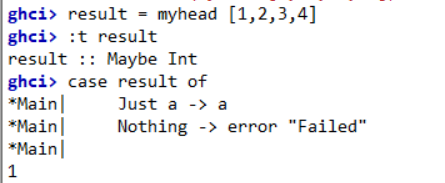 ghci> result = myhead [1,2,3,4]
ghci> :t result
result :: Maybe Int
ghci> case result of
*Main|     Just a -> a
*Main|     Nothing -> error "Failed"
*Main|
1